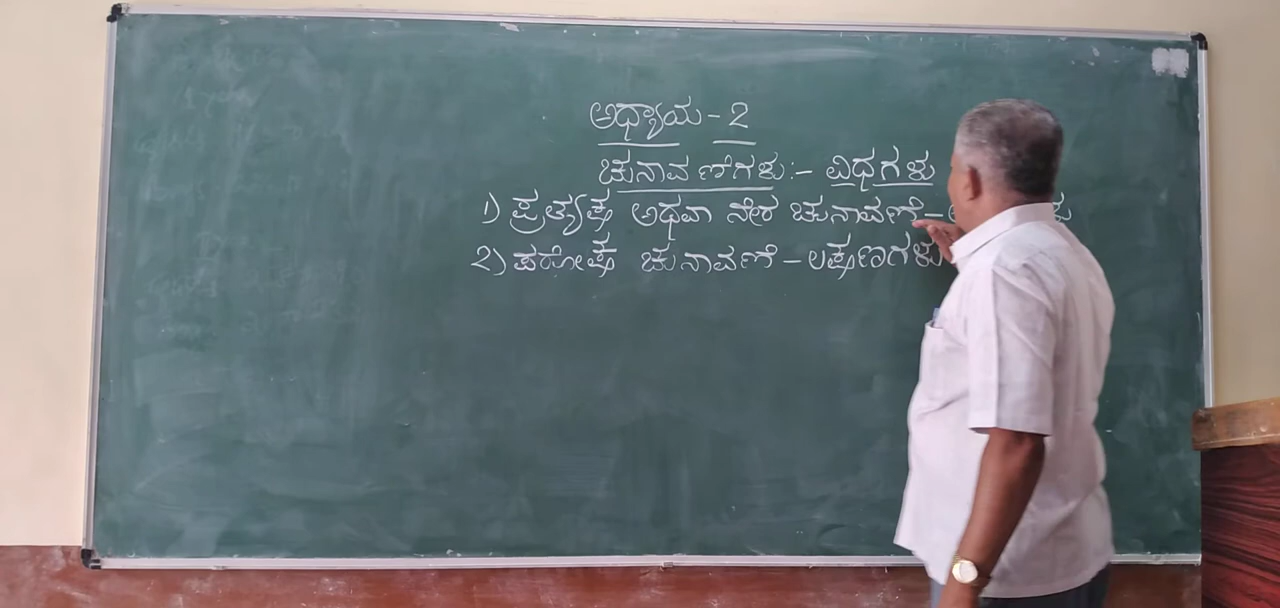 ಅಧ್ಯಾಯ - 2
ಚುನಾವಣೆಗಳು:- ವಿಧಗಳು
1) ಪ್ರತ್ಯಕ್ಷ ಅಥವಾ ನೇರ ಚುನಾವಣೆ -
2) ಪರೋಕ್ಷ ಚುನಾವಣೆ - ಲಕ್ಷಣಗಳು